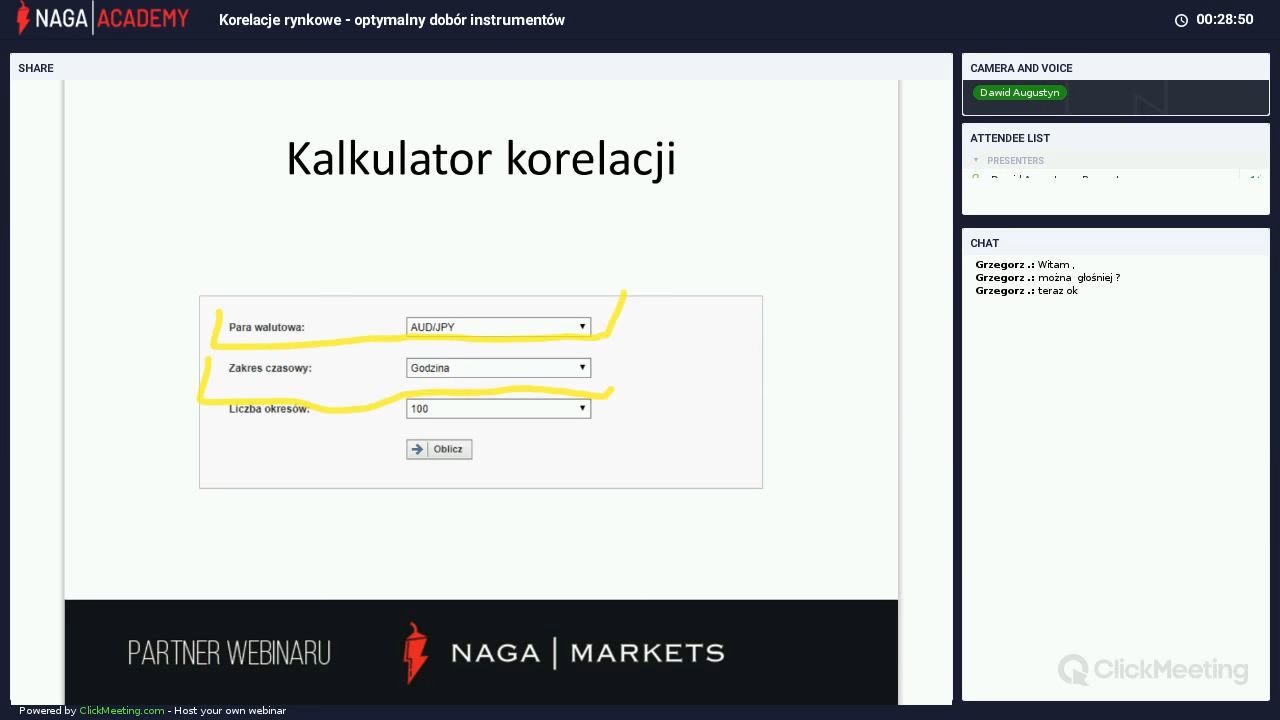 NAGA|ACADEMY
Korelacje rynkowe - optymalny dobór instrumentów
00:28:50
SHARE
Kalkulator korelacji
Para walutowa: AUD/JPY
Zakres czasowy: Godzina
Liczba okresów: 100
Oblicz
PARTNER WEBINARU
NAGA | MARKETS
CAMERA AND VOICE
Dawid Augustyn
ATTENDEE LIST
PRESENTERS
CHAT
Grzegorz .: Witam ,
Grzegorz .: można głośniej ?
Grzegorz .: teraz ok
ClickMeeting
Powered by ClickMeeting.com - Host your own webinar